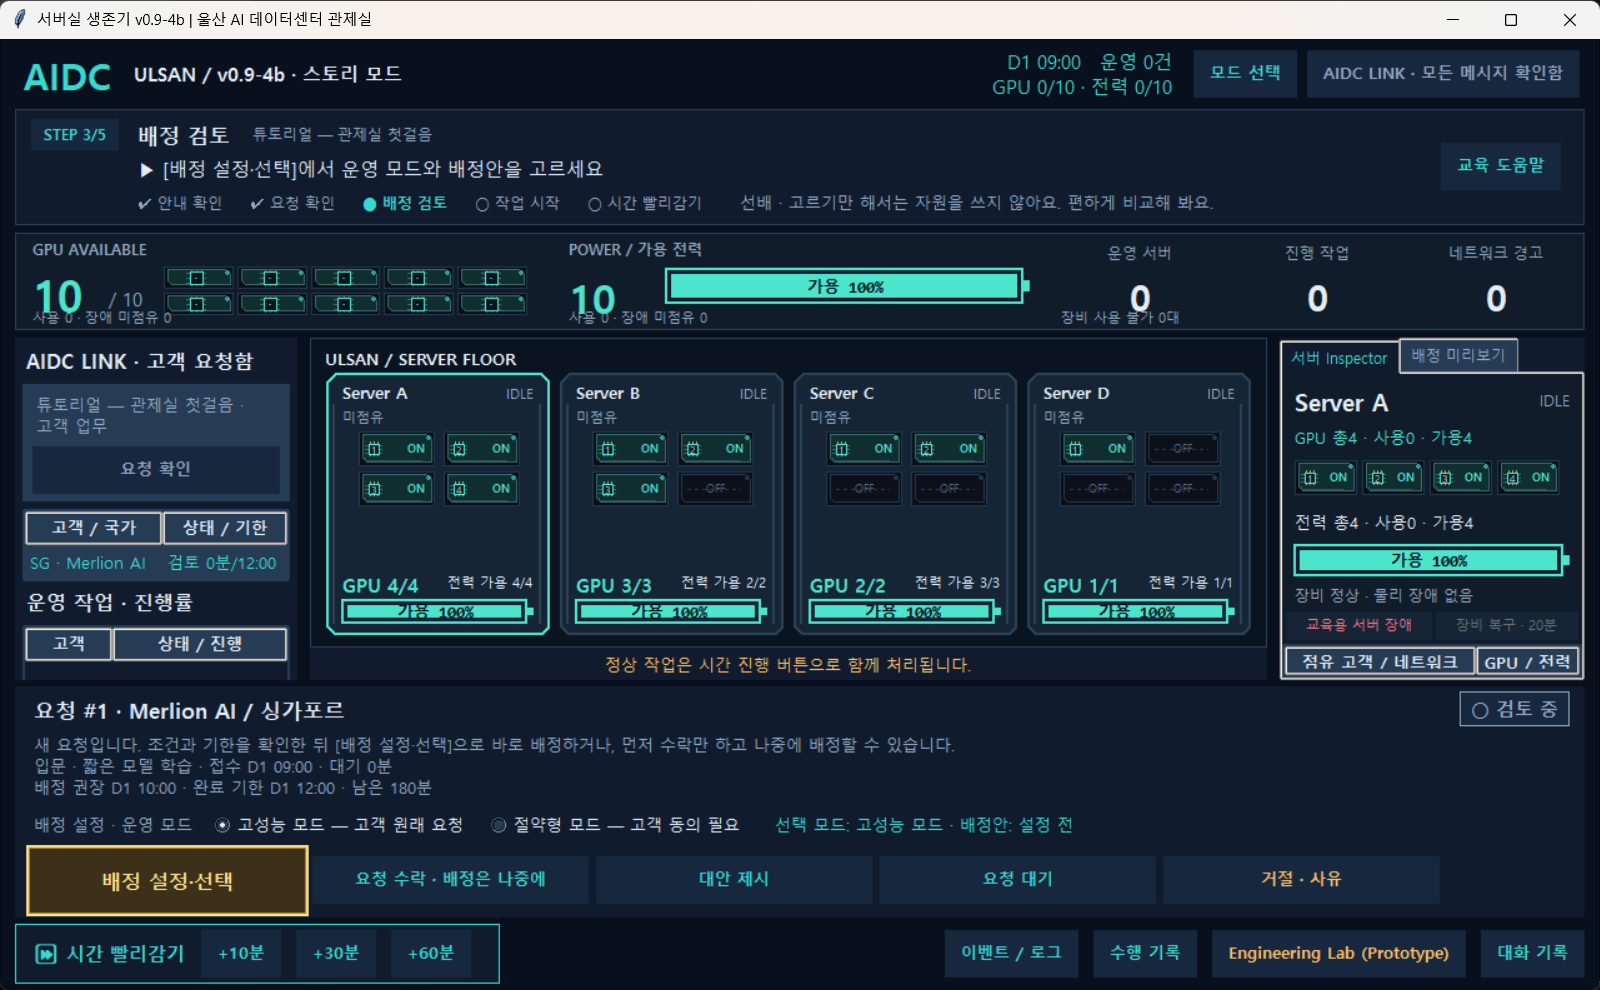 서버실 생존기 v0.9-4b | 울산 AI 데이터센터 관제실
AIDC
ULSAN / v0.9-4b · 스토리 모드
D1 09:00 운영 0건
GPU 0/10 · 전력 0/10
모드 선택
AIDC LINK · 모든 메시지 확인함
STEP 3/5
배정 검토
튜토리얼 — 관제실 첫걸음
▶ [배정 설정·선택]에서 운영 모드와 배정안을 고르세요
✔ 안내 확인 ✔ 요청 확인 ● 배정 검토 ○ 작업 시작 ○ 시간 빨리감기
선배 · 고르기만 해서는 자원을 쓰지 않아요. 편하게 비교해 봐요.
교육 도움말
GPU AVAILABLE
10 / 10
사용 0 · 장애 미점유 0
POWER / 가용 전력
10
가용 100%
사용 0 · 장애 미점유 0
운영 서버
0
장비 사용 불가 0대
진행 작업
0
네트워크 경고
0
AIDC LINK · 고객 요청함
튜토리얼 — 관제실 첫걸음 ·
고객 업무
요청 확인
고객 / 국가 상태 / 기한
SG · Merlion AI 검토 0분/12:00
운영 작업 · 진행률
고객 상태 / 진행
ULSAN / SERVER FLOOR
Server A IDLE
미점유
1 ON 2 ON
3 ON 4 ON
GPU 4/4 전력 가용 4/4
가용 100%
Server B IDLE
미점유
1 ON 2 ON
3 ON OFF
GPU 3/3 전력 가용 2/2
가용 100%
Server C IDLE
미점유
1 ON 2 ON
OFF OFF
GPU 2/2 전력 가용 3/3
가용 100%
Server D IDLE
미점유
1 ON OFF
OFF OFF
GPU 1/1 전력 가용 1/1
가용 100%
정상 작업은 시간 진행 버튼으로 함께 처리됩니다.
서버 Inspector 배정 미리보기
Server A IDLE
GPU 총4 · 사용0 · 가용4
1 ON 2 ON 3 ON 4 ON
전력 총4 · 사용0 · 가용4
가용 100%
장비 정상 · 물리 장애 없음
교육용 서버 장애 장비 복구 · 20분
점유 고객 / 네트워크 GPU / 전력
요청 #1 · Merlion AI / 싱가포르
○ 검토 중
새 요청입니다. 조건과 기한을 확인한 뒤 [배정 설정·선택]으로 바로 배정하거나, 먼저 수락만 하고 나중에 배정할 수 있습니다.
입문 · 짧은 모델 학습 · 접수 D1 09:00 · 대기 0분
배정 권장 D1 10:00 · 완료 기한 D1 12:00 · 남은 180분
배정 설정 · 운영 모드 고성능 모드 — 고객 원래 요청 절약형 모드 — 고객 동의 필요 선택 모드: 고성능 모드 · 배정안: 설정 전
배정 설정·선택
요청 수락 · 배정은 나중에
대안 제시
요청 대기
거절 · 사유
시간 빨리감기 +10분 +30분 +60분
이벤트 / 로그
수행 기록
Engineering Lab (Prototype)
대화 기록